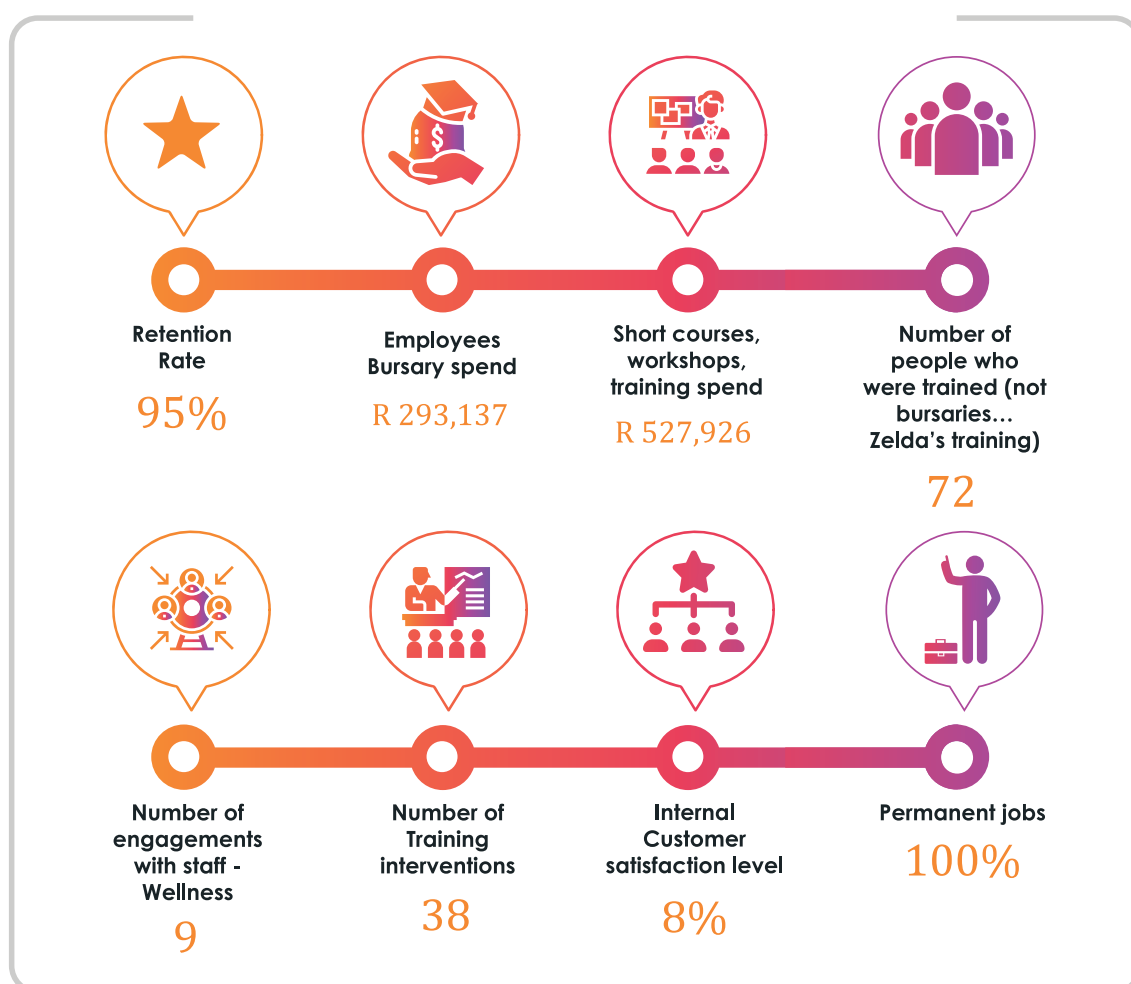 Retention
Rate
95%
Employees
Bursary spend
R 293,137
Short courses,
workshops,
training spend
R 527,926
Number of
people who
were trained (not
bursaries…
Zelda’s training)
72
Number of
engagements
with staff -
Wellness
9
Number of
Training
interventions
38
Internal
Customer
satisfaction level
8%
Permanent jobs
100%